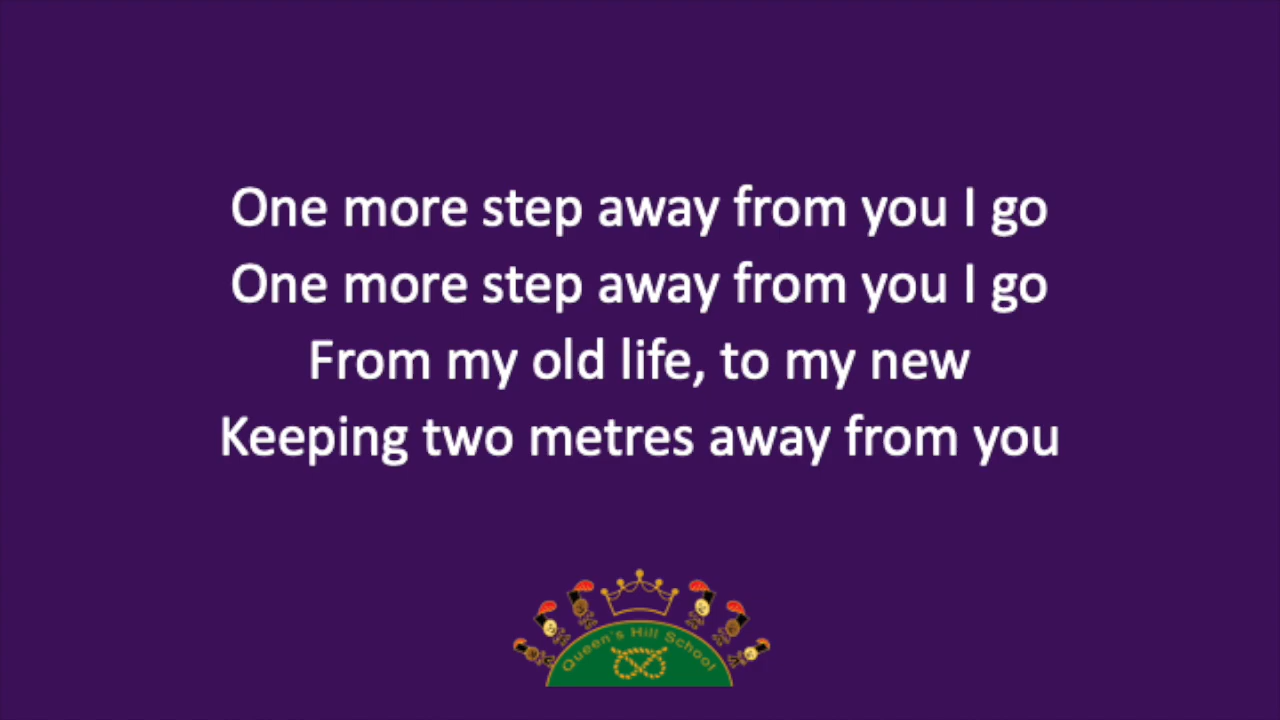 One more step away from you I go
One more step away from you I go
From my old life, to my new
Keeping two metres away from you
Queen's Hill School